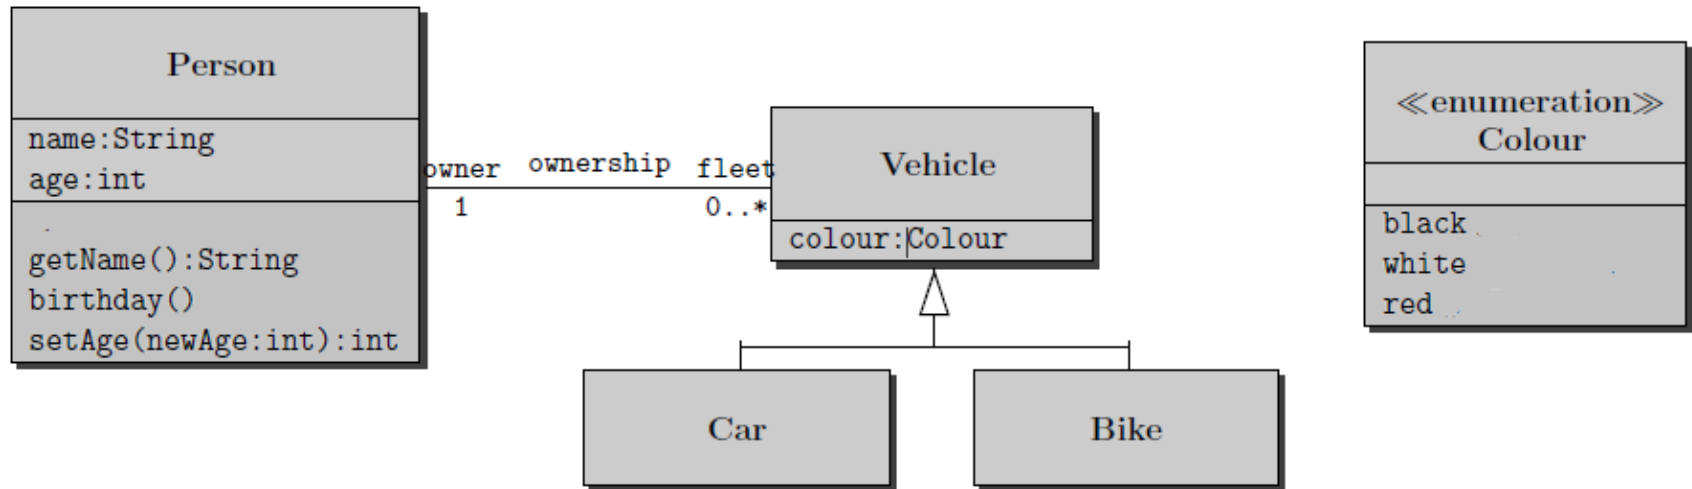 Person
name:String
age:int
getName():String
birthday()
setAge(newAge:int):int
owner
ownership
fleet
1
0..*
Vehicle
colour:Colour
Car
Bike
≪enumeration≫
Colour
black
white
red